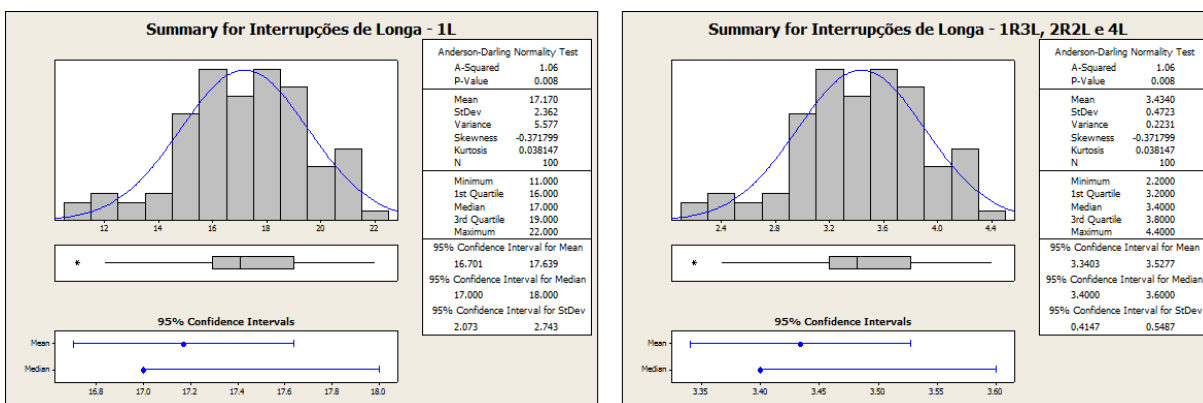 Summary for Interrupções de Longa - 1L
Anderson-Darling Normality Test
A-Squared 1.06
P-Value 0.008
Mean 17.170
StDev 2.362
Variance 5.577
Skewness -0.371799
Kurtosis 0.038147
N 100
Minimum 11.000
1st Quartile 16.000
Median 17.000
3rd Quartile 19.000
Maximum 22.000
95% Confidence Interval for Mean
16.701 17.639
95% Confidence Interval for Median
17.000 18.000
95% Confidence Interval for StDev
2.073 2.743
12 14 16 18 20 22
95% Confidence Intervals
Mean
Median
16.8 17.0 17.2 17.4 17.6 17.8 18.0
Summary for Interrupções de Longa - 1R3L, 2R2L e 4L
Anderson-Darling Normality Test
A-Squared 1.06
P-Value 0.008
Mean 3.4340
StDev 0.4723
Variance 0.2231
Skewness -0.371799
Kurtosis 0.038147
N 100
Minimum 2.2000
1st Quartile 3.2000
Median 3.4000
3rd Quartile 3.8000
Maximum 4.4000
95% Confidence Interval for Mean
3.3403 3.5277
95% Confidence Interval for Median
3.4000 3.6000
95% Confidence Interval for StDev
0.4147 0.5487
2.4 2.8 3.2 3.6 4.0 4.4
95% Confidence Intervals
Mean
Median
3.35 3.40 3.45 3.50 3.55 3.60